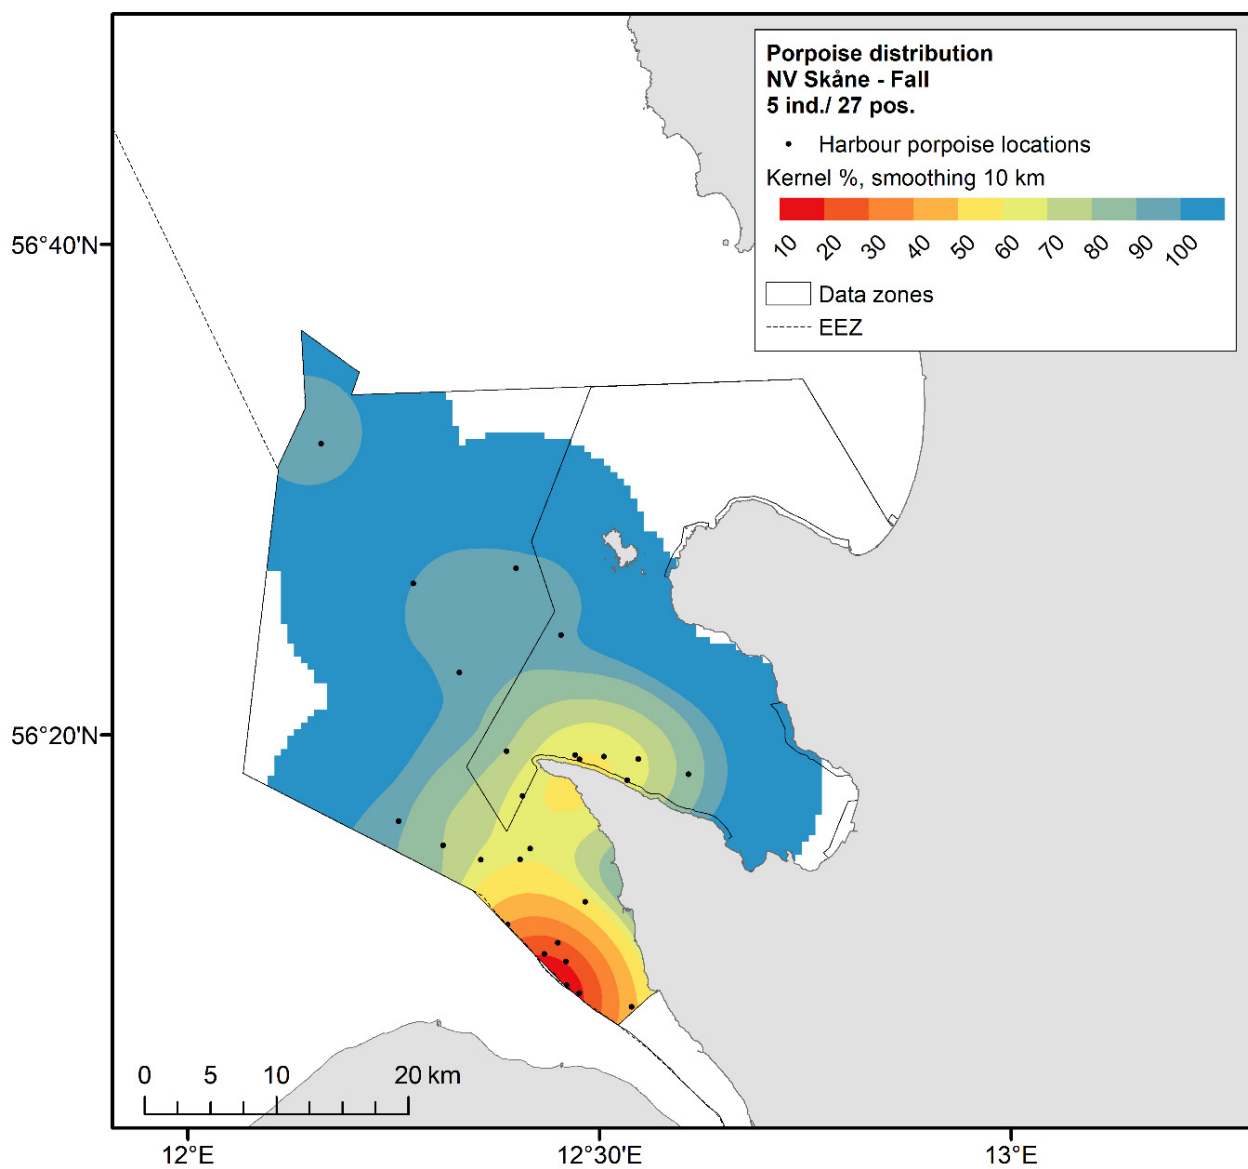 Porpoise distribution
NV Skåne - Fall
5 ind./ 27 pos.
Harbour porpoise locations
Kernel %, smoothing 10 km
10 20 30 40 50 60 70 80 90 100
Data zones
EEZ
56°40'N
56°20'N
0 5 10 20 km
12°E 12°30'E 13°E